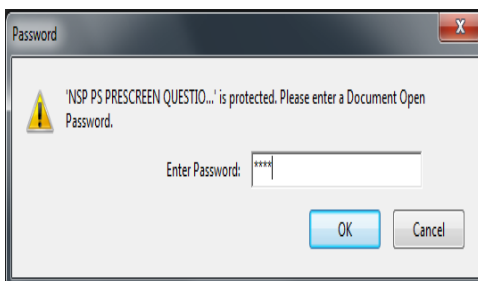 Password
X
'NSP PS PRESCREEN QUESTIO...' is protected. Please enter a Document Open
Password.
Enter Password: ****
OK Cancel